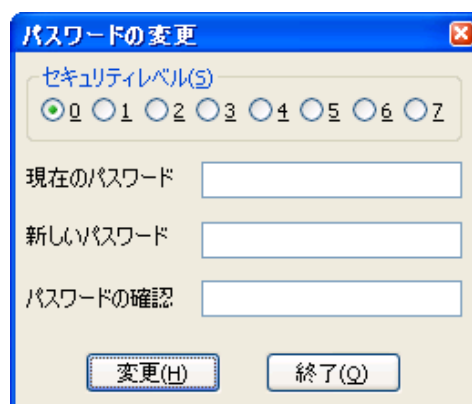 パスワードの変更
セキュリティレベル(S)
0 1 2 3 4 5 6 7
現在のパスワード
新しいパスワード
パスワードの確認
変更(H) 終了(Q)